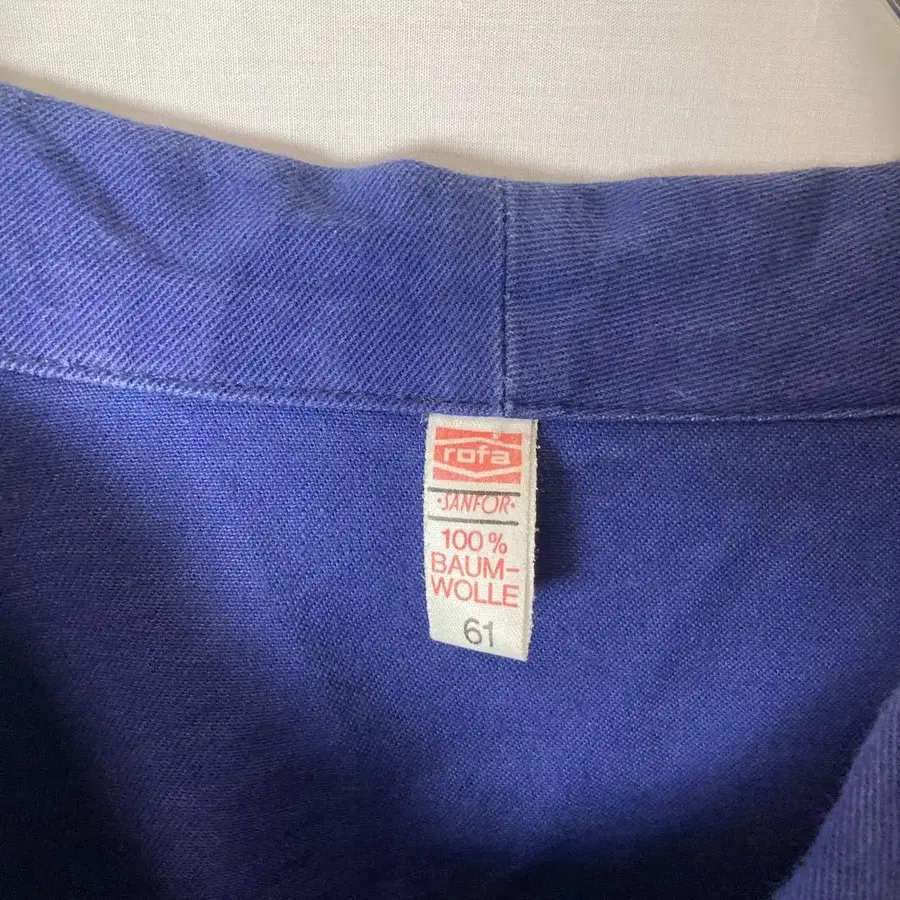 rofa
·SANFOR·
100%
BAUM-
WOLLE
61